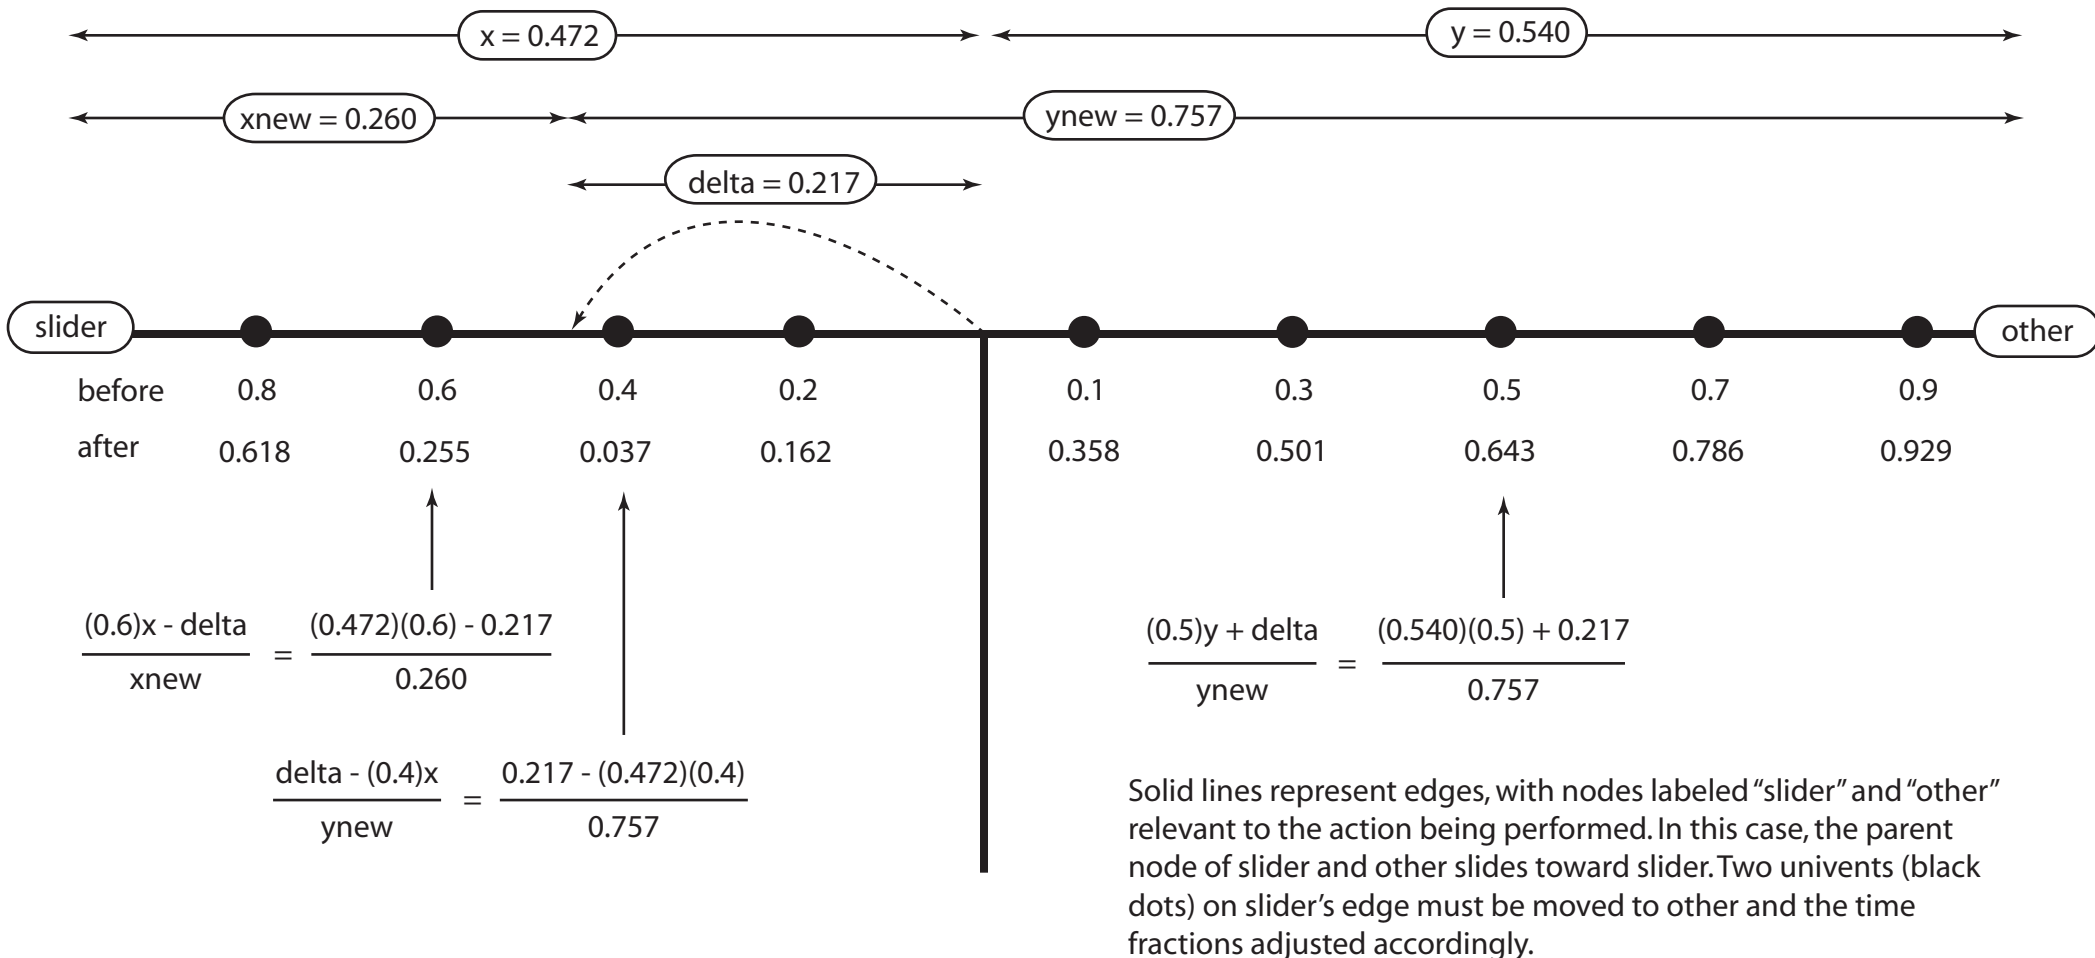 x = 0.472
y = 0.540
xnew = 0.260
ynew = 0.757
delta = 0.217
slider
other
before 0.8 0.6 0.4 0.2 0.1 0.3 0.5 0.7 0.9
after 0.618 0.255 0.037 0.162 0.358 0.501 0.643 0.786 0.929
(0.6)x - delta
xnew
=
(0.472)(0.6) - 0.217
0.260
(0.5)y + delta
ynew
=
(0.540)(0.5) + 0.217
0.757
delta - (0.4)x
ynew
=
0.217 - (0.472)(0.4)
0.757
Solid lines represent edges, with nodes labeled “slider” and “other”
relevant to the action being performed. In this case, the parent
node of slider and other slides toward slider. Two univents (black
dots) on slider’s edge must be moved to other and the time
fractions adjusted accordingly.